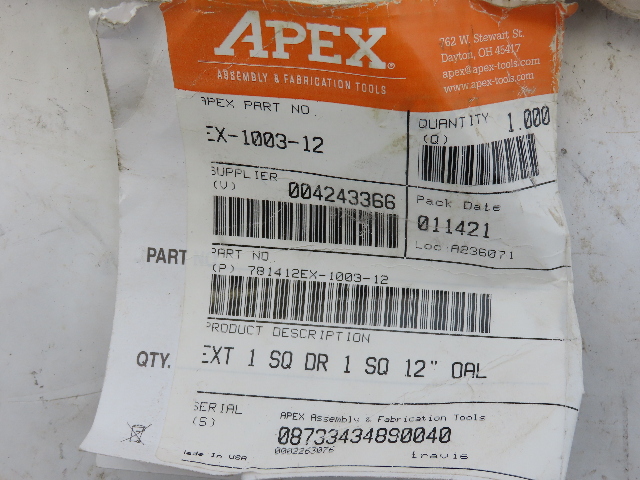 APEX®
ASSEMBLY & FABRICATION TOOLS
762 W. Stewart St.
Dayton, OH 45417
apex@apex-tools.com
apex-tools.com
APEX PART NO.
EX-1003-12
QUANTITY 1.000
(Q)
SUPPLIER
(V) 004243366
Pack Date
011421
Loc:A236071
PART
PART NO.
(P) 781412EX-1003-12
PRODUCT DESCRIPTION
EXT 1 SQ DR 1 SQ 12" OAL
QTY.
SERIAL
(S)
APEX Assembly & Fabrication Tools
08733434890040
Made In USA
0002263076
travis